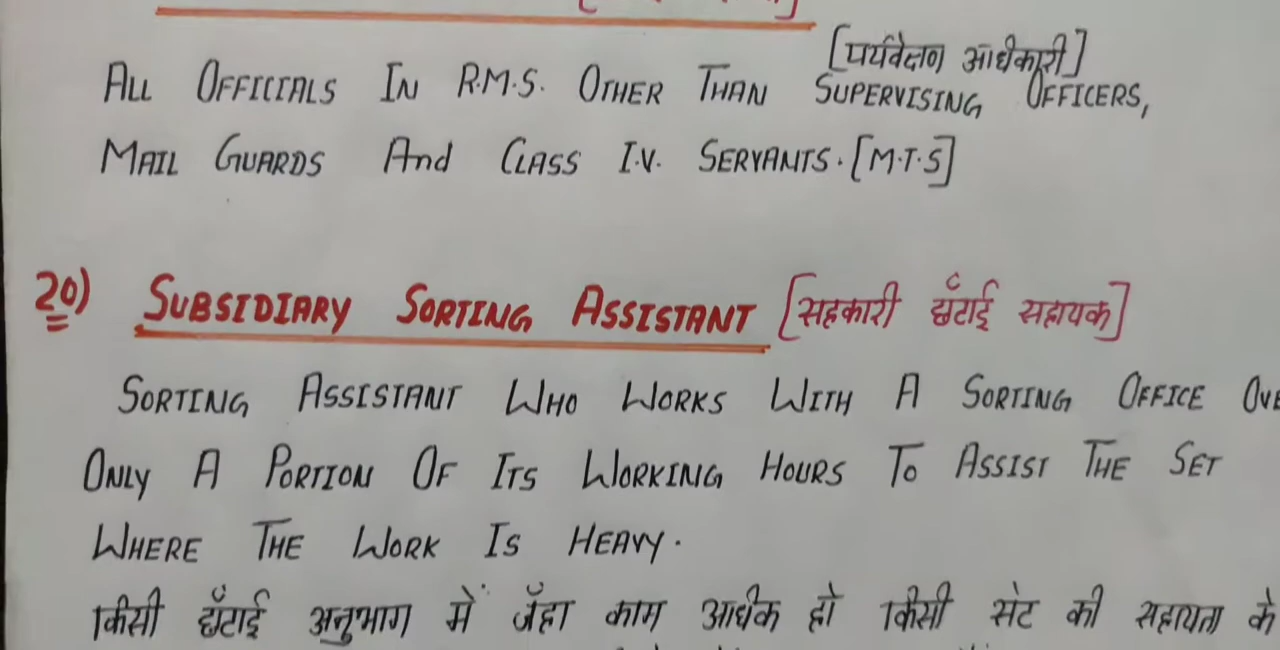 [पर्यवेक्षण अधिकारी]
ALL OFFICIALS IN R.M.S. OTHER THAN SUPERVISING OFFICERS,
MAIL GUARDS And CLASS I.V. SERVANTS. [M.T.S]
20) SUBSIDIARY SORTING ASSISTANT [सहकारी छँटाई सहायक]
SORTING ASSISTANT WHO WORKS WITH A SORTING OFFICE OVE
ONLY A PORTION OF ITS WORKING HOURS TO ASSIST THE SET
WHERE THE WORK IS HEAVY.
किसी छँटाई अनुभाग में जँहा काम अधिक हो किसी सेट की सहायता के